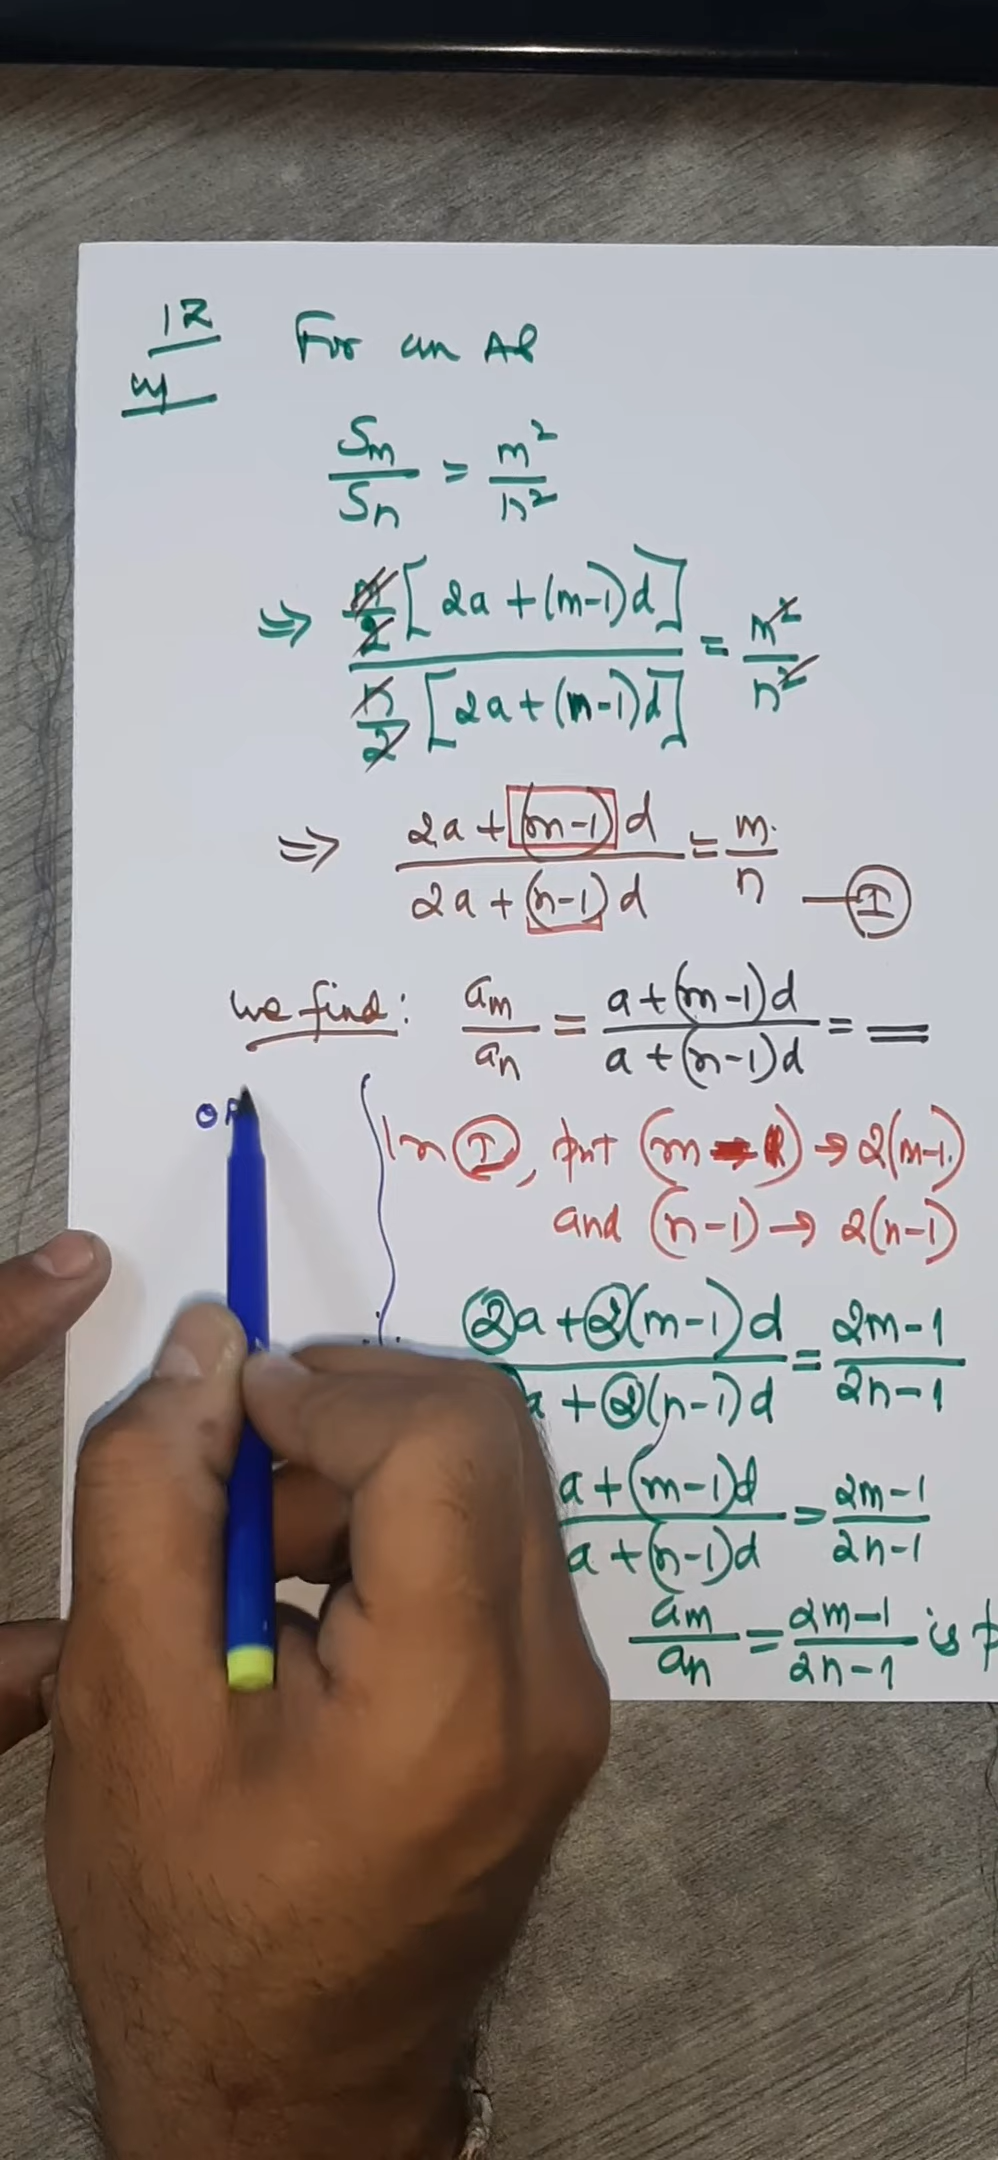 12
For an AP
Sm/Sn = m²/n²
⇒ m/2 [2a + (m-1)d] / n/2 [2a + (m-1)d] = m²/n²
⇒ 2a + (m-1)d / 2a + (n-1)d = m/n — I
we find: am/an = a + (m-1)d / a + (n-1)d = —
or
In I, put (m - 1) → 2(m-1)
and (n-1) → 2(n-1)
2a + 2(m-1)d / a + 2(n-1)d = 2m-1 / 2n-1
a + (m-1)d / a + (n-1)d = 2m-1 / 2n-1
am/an = 2m-1 / 2n-1 is